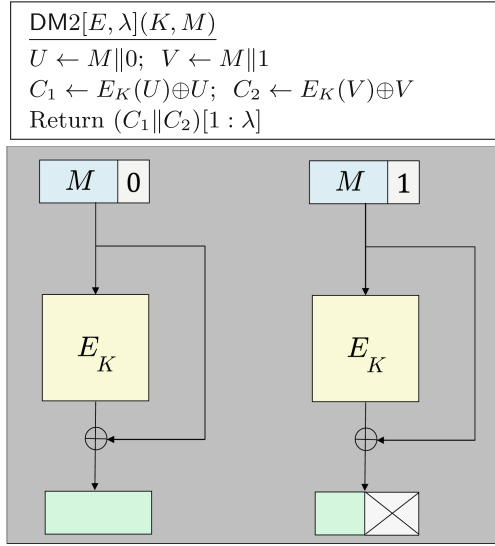 DM2[E, λ](K, M)
U ← M∥0; V ← M∥1
C₁ ← E_K(U)⊕U; C₂ ← E_K(V)⊕V
Return (C₁∥C₂)[1 : λ]
M 0 M 1
E_K E_K